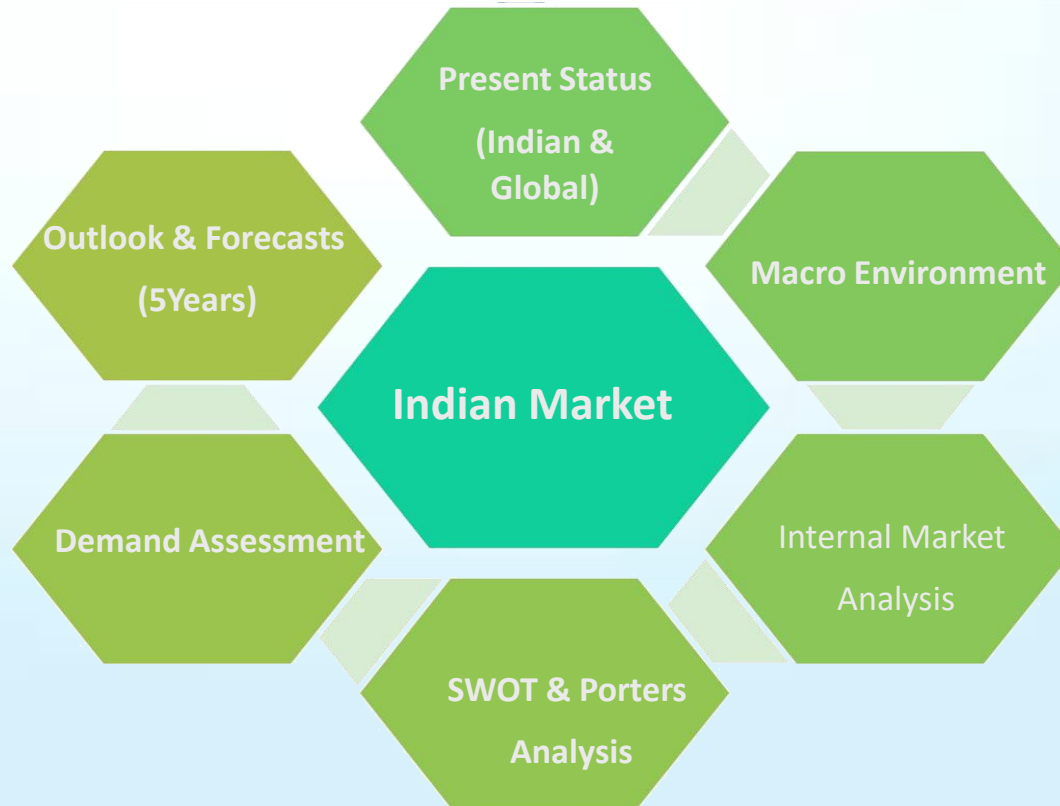 Present Status
(Indian &
Global)
Macro Environment
Internal Market
Analysis
SWOT & Porters
Analysis
Demand Assessment
Outlook & Forecasts
(5Years)
Indian Market